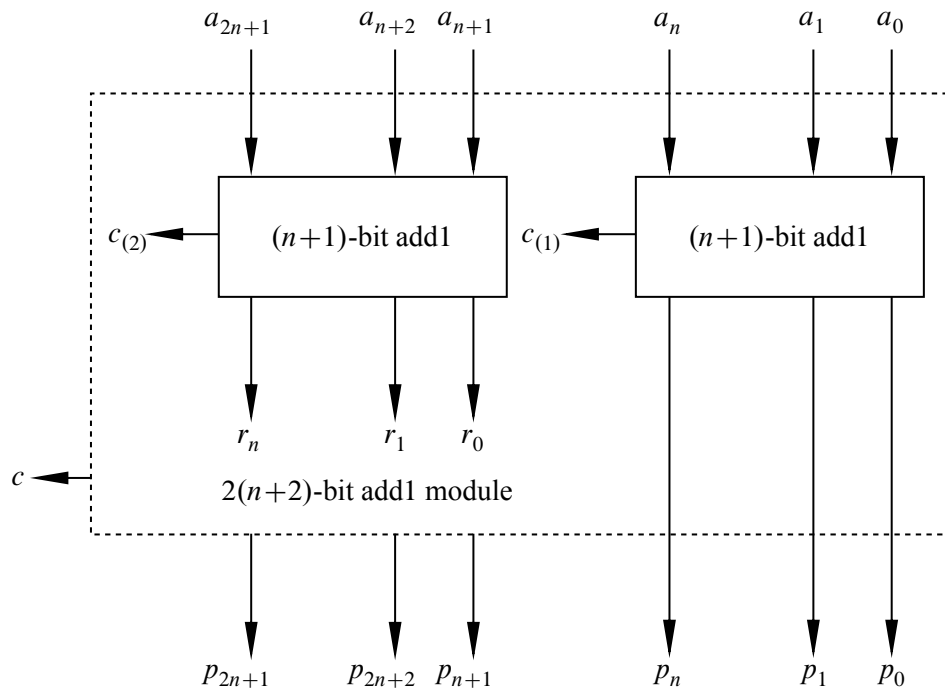 a_{2n+1} a_{n+2} a_{n+1} a_n a_1 a_0
c_{(2)} (n+1)-bit add1 c_{(1)} (n+1)-bit add1
r_n r_1 r_0
c 2(n+2)-bit add1 module
p_{2n+1} p_{2n+2} p_{n+1} p_n p_1 p_0